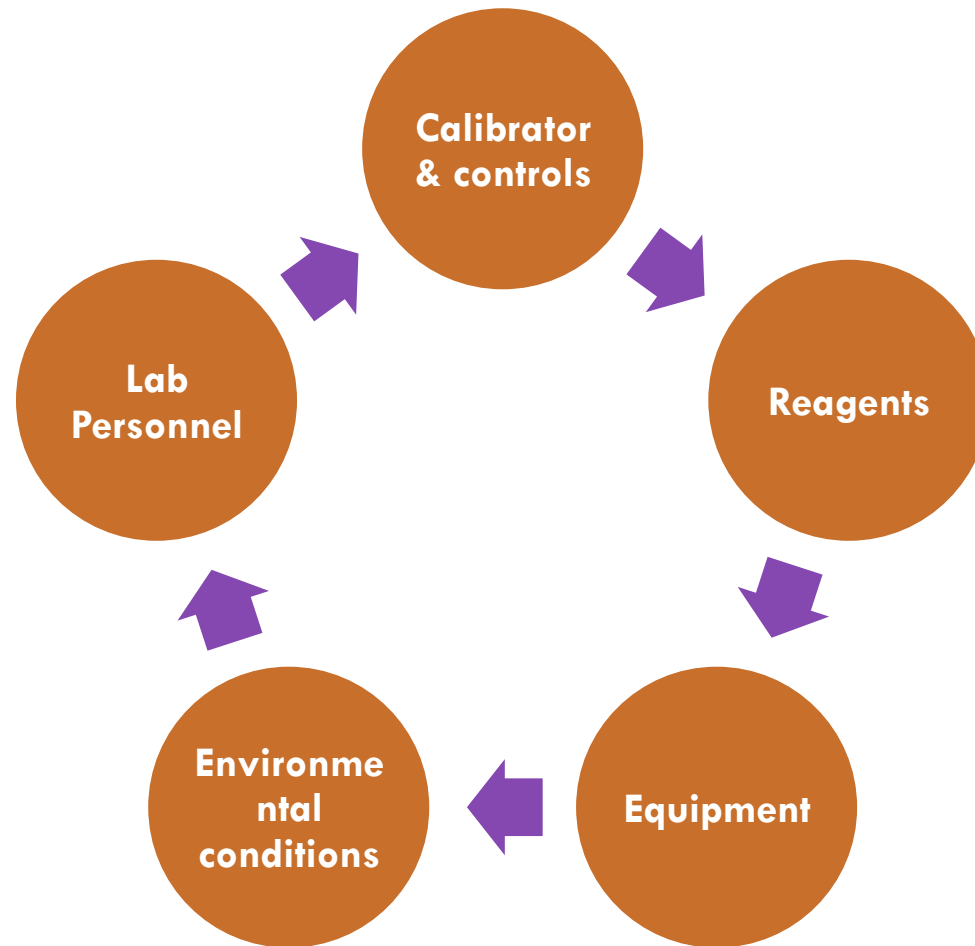 Calibrator
& controls
Reagents
Equipment
Environme
ntal
conditions
Lab
Personnel